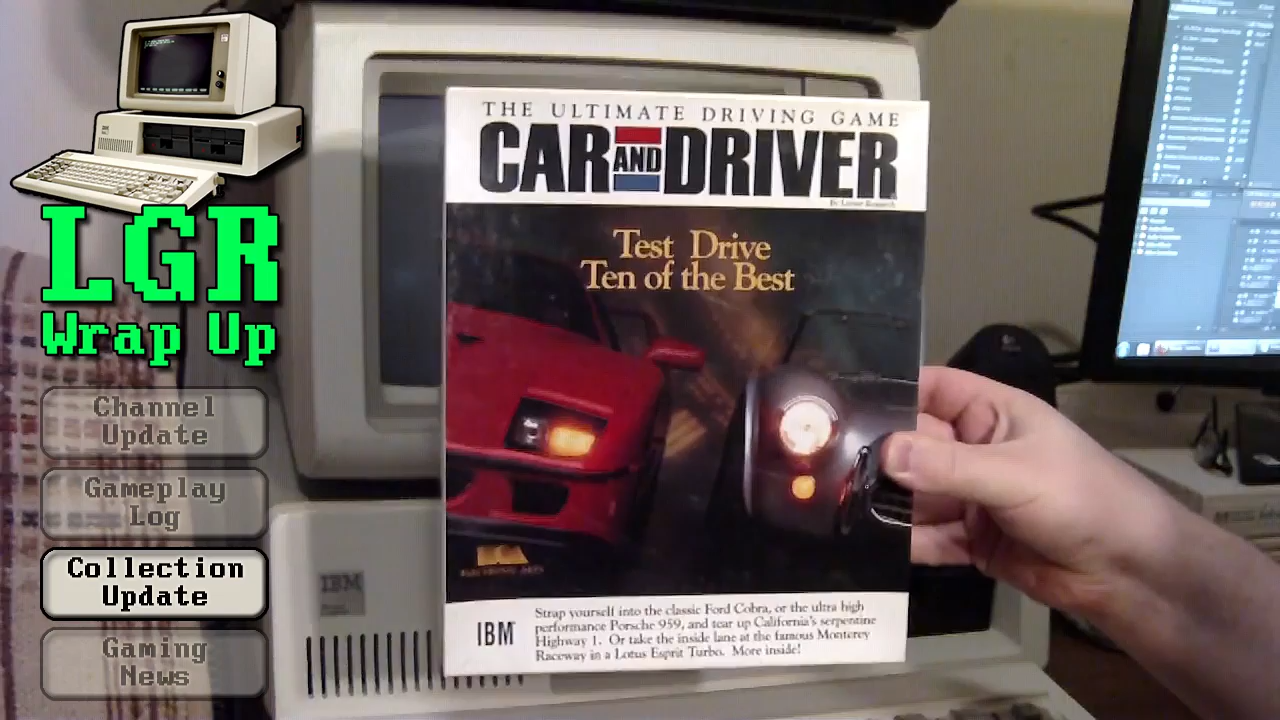 LGR
Wrap Up
Channel
Update
Gameplay
Log
Collection
Update
Gaming
News
THE ULTIMATE DRIVING GAME
CAR AND DRIVER
Test Drive
Ten of the Best
ELECTRONIC ARTS
IBM
Strap yourself into the classic Ford Cobra, or the ultra high
performance Porsche 959, and tear up California's serpentine
Highway 1. Or take the inside lane at the famous Monterey
Raceway in a Lotus Esprit Turbo. More inside!
IBM